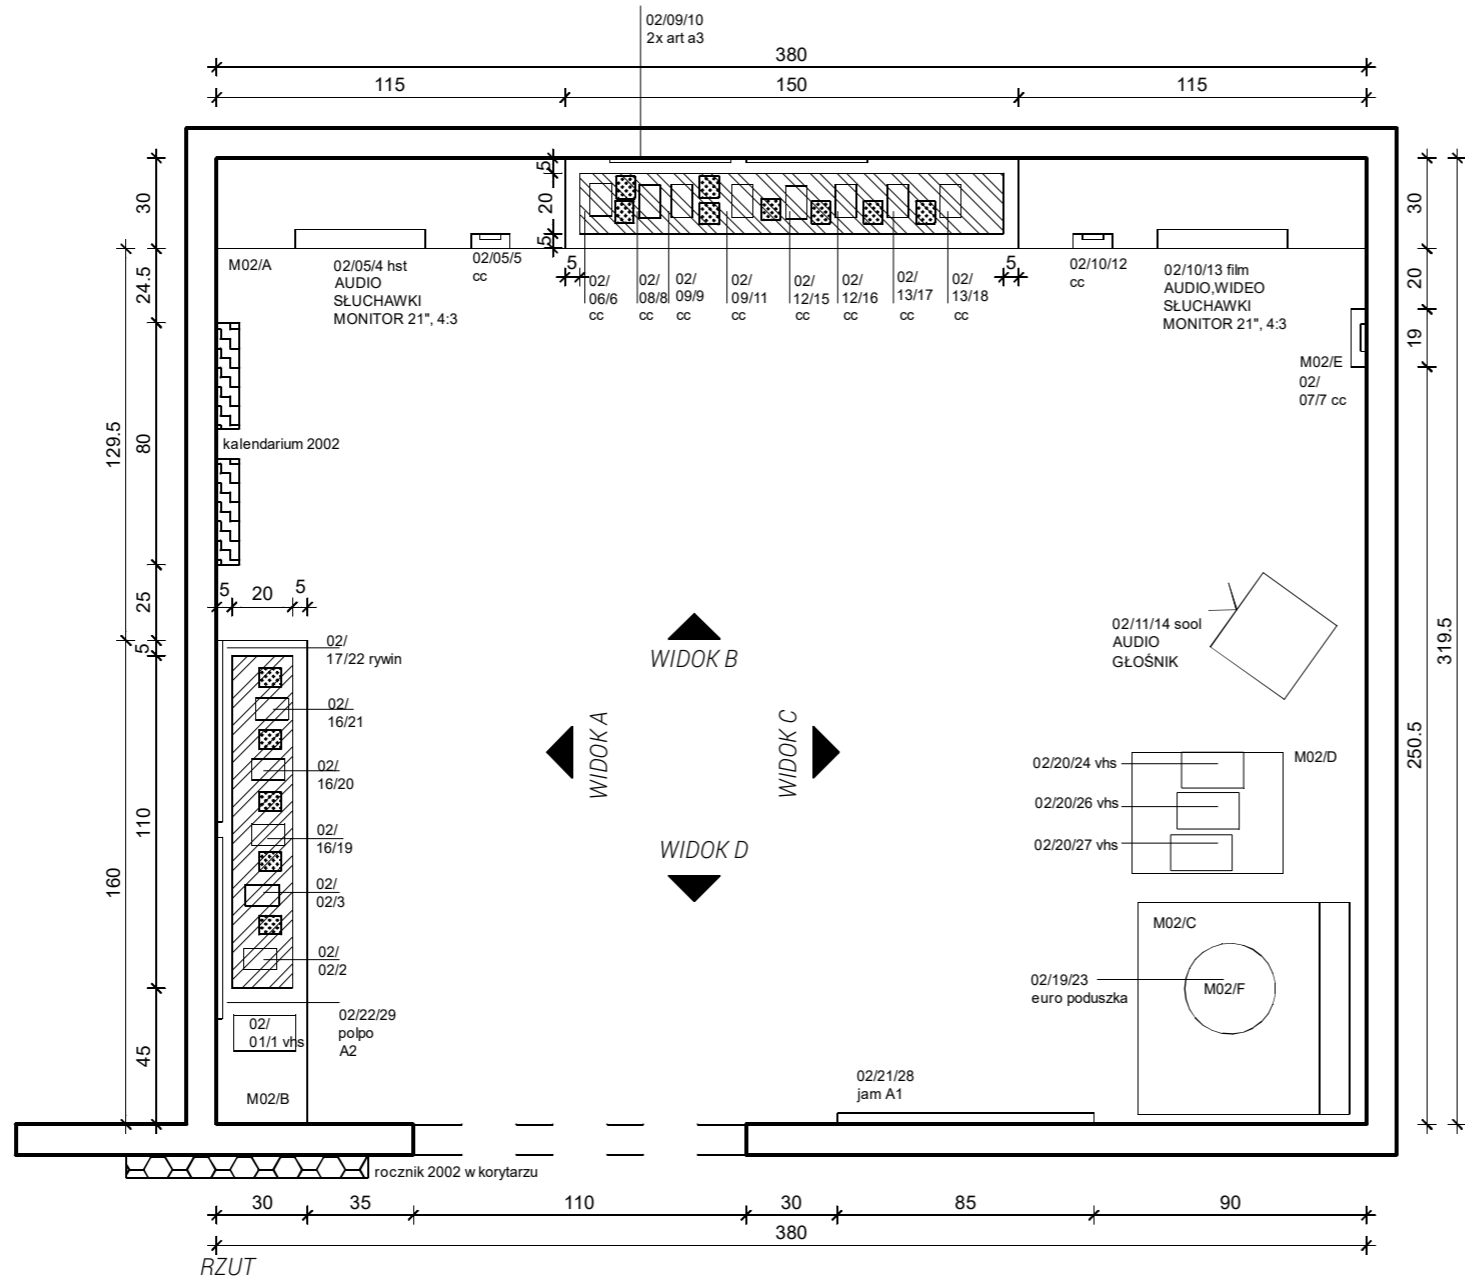 02/09/10
2x art a3
380
115
150
115
30
24.5
80
25
5
110
45
129.5
160
5
20
5
30
20
19
250.5
319.5
M02/A
02/05/4 hst
AUDIO
SŁUCHAWKI
MONITOR 21", 4:3
02/05/5
cc
5
02/
06/6
cc
02/
08/8
cc
02/
09/9
cc
02/
09/11
cc
02/
12/15
cc
02/
12/16
cc
02/
13/17
cc
02/
13/18
cc
5
02/10/12
cc
02/10/13 film
AUDIO,WIDEO
SŁUCHAWKI
MONITOR 21", 4:3
M02/E
02/
07/7 cc
kalendarium 2002
5
20
5
02/
17/22 rywin
02/
16/21
02/
16/20
02/
16/19
02/
02/3
02/
02/2
02/22/29
polpo
A2
02/
01/1 vhs
M02/B
WIDOK B
WIDOK A
WIDOK C
WIDOK D
02/11/14 sool
AUDIO
GŁOŚNIK
02/20/24 vhs
02/20/26 vhs
02/20/27 vhs
M02/D
M02/C
02/19/23
euro poduszka
M02/F
02/21/28
jam A1
rocznik 2002 w korytarzu
30
35
110
30
85
90
380
RZUT